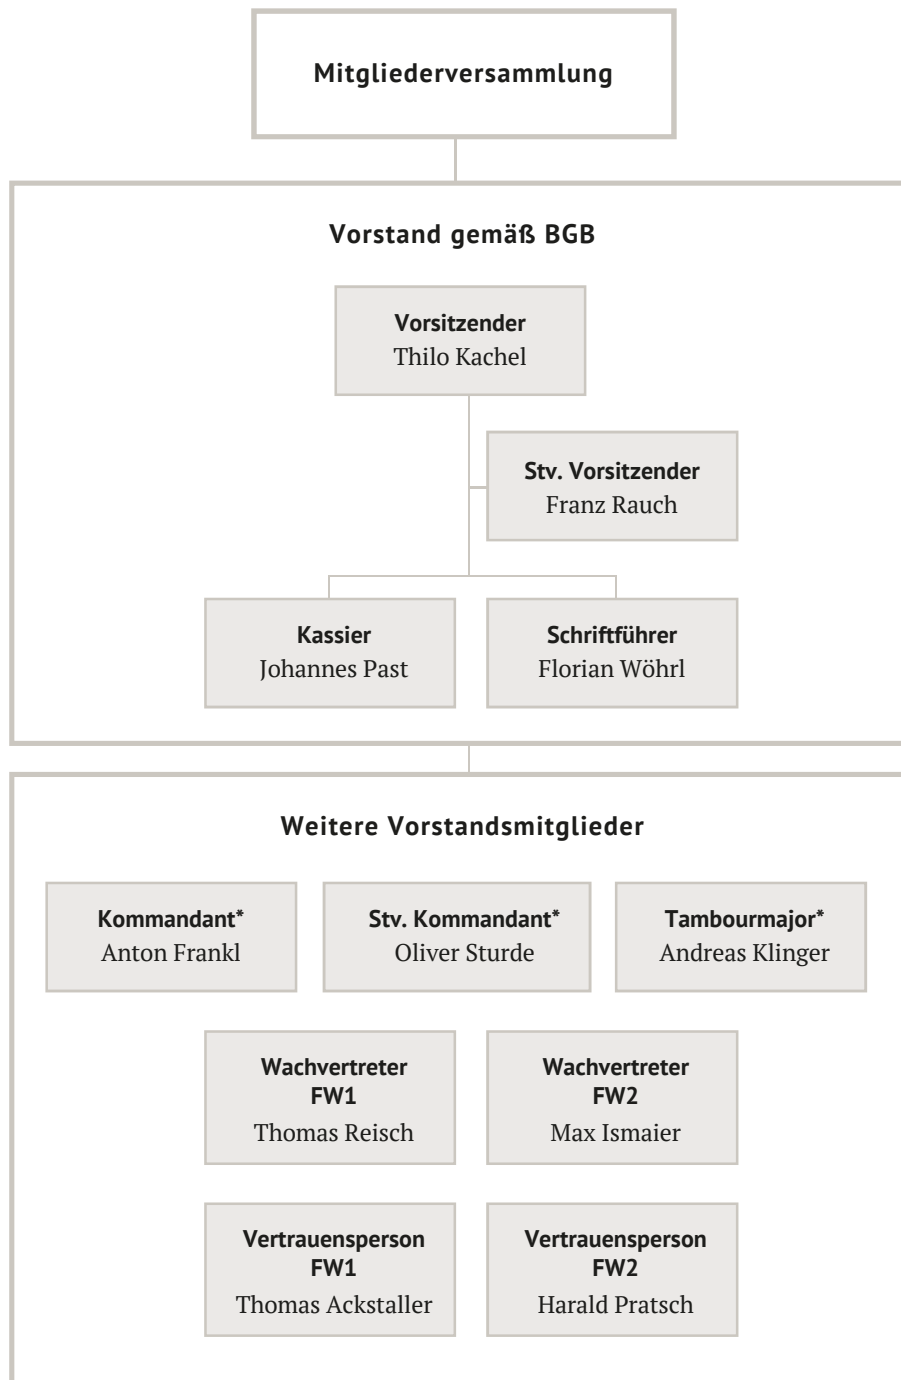 Mitgliederversammlung
Vorstand gemäß BGB
Vorsitzender
Thilo Kachel
Stv. Vorsitzender
Franz Rauch
Kassier
Johannes Past
Schriftführer
Florian Wöhrl
Weitere Vorstandsmitglieder
Kommandant*
Anton Frankl
Stv. Kommandant*
Oliver Sturde
Tambourmajor*
Andreas Klinger
Wachvertreter
FW1
Thomas Reisch
Wachvertreter
FW2
Max Ismaier
Vertrauensperson
FW1
Thomas Ackstaller
Vertrauensperson
FW2
Harald Pratsch